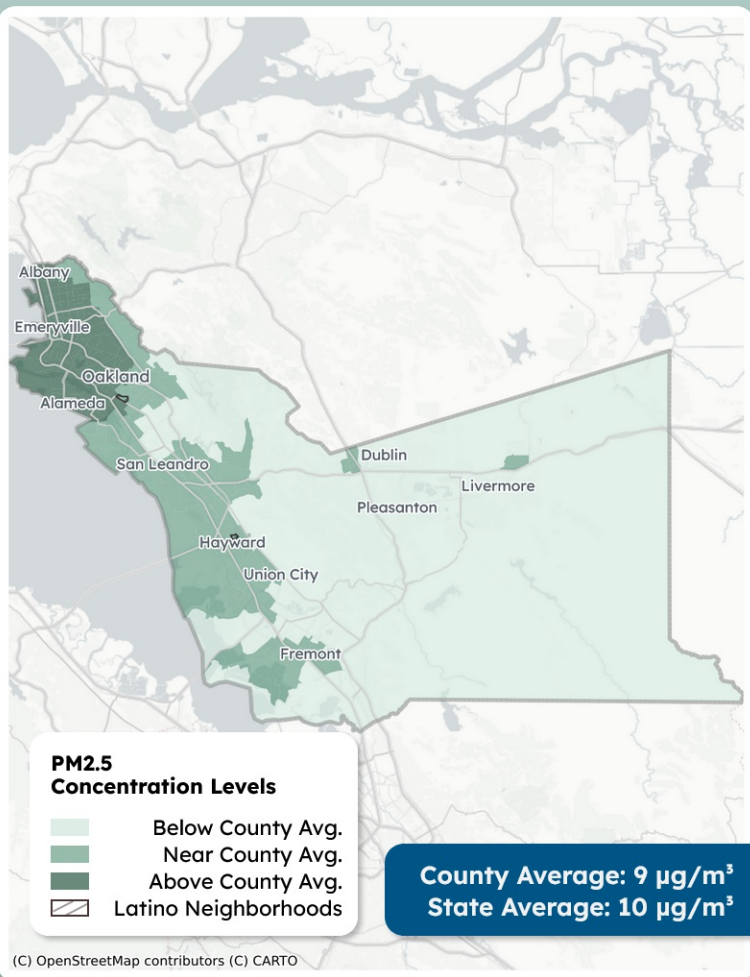 Albany
Emeryville
Oakland
Alameda
San Leandro
Dublin
Livermore
Pleasanton
Hayward
Union City
Fremont
PM2.5
Concentration Levels
Below County Avg.
Near County Avg.
Above County Avg.
Latino Neighborhoods
County Average: 9 µg/m³
State Average: 10 µg/m³
(C) OpenStreetMap contributors (C) CARTO